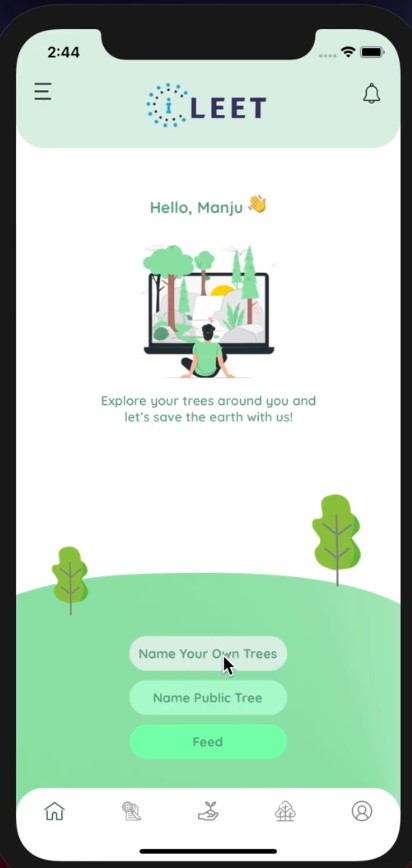 2:44
i LEET
Hello, Manju 👋
Explore your trees around you and
let's save the earth with us!
Name Your Own Trees
Name Public Tree
Feed